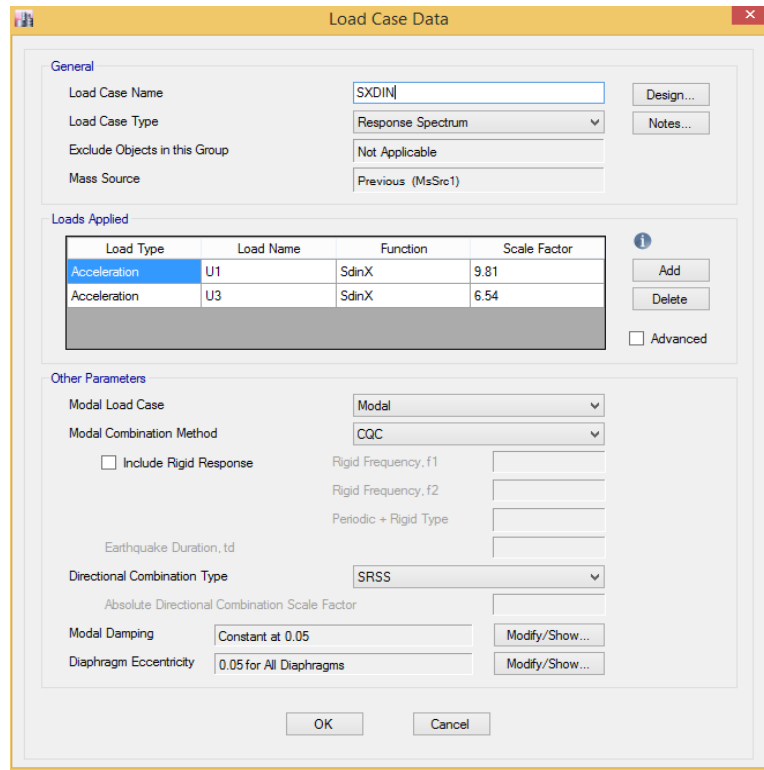 Load Case Data
General
Load Case Name SXDIN Design...
Load Case Type Response Spectrum Notes...
Exclude Objects in this Group Not Applicable
Mass Source Previous (MsSrc1)
Loads Applied
Load Type Load Name Function Scale Factor
Acceleration U1 SdinX 9.81 Add
Acceleration U3 SdinX 6.54 Delete
Advanced
Other Parameters
Modal Load Case Modal
Modal Combination Method CQC
Include Rigid Response Rigid Frequency, f1
Rigid Frequency, f2
Periodic + Rigid Type
Earthquake Duration, td
Directional Combination Type SRSS
Absolute Directional Combination Scale Factor
Modal Damping Constant at 0.05 Modify/Show...
Diaphragm Eccentricity 0.05 for All Diaphragms Modify/Show...
OK Cancel